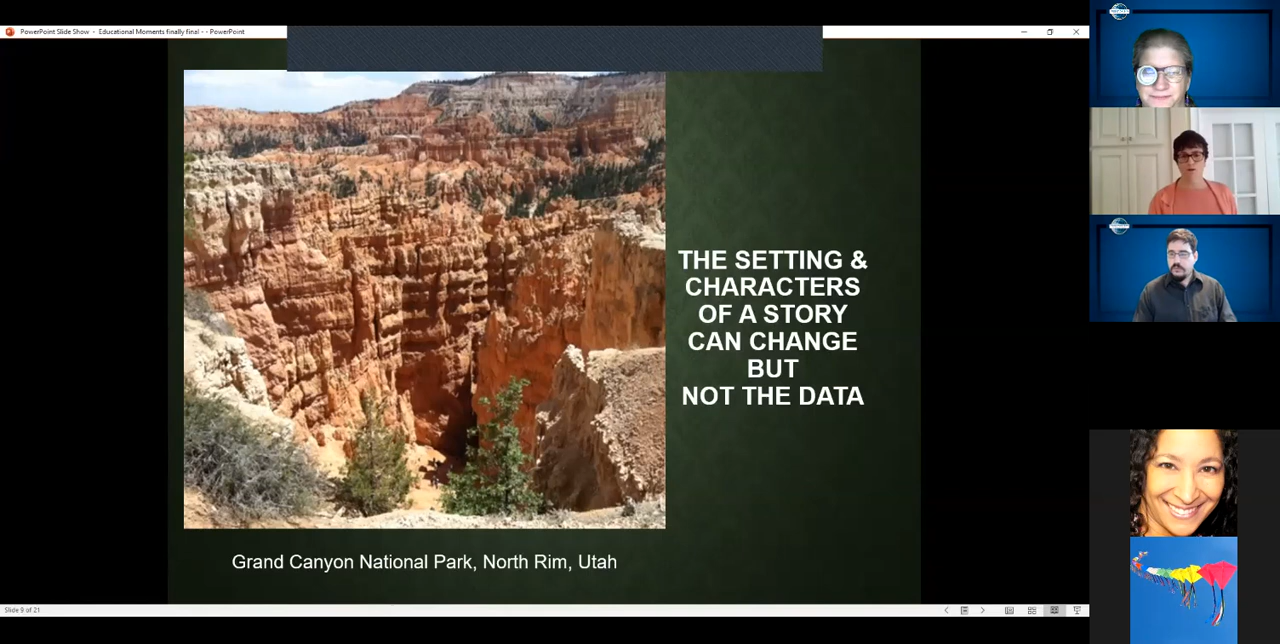 PowerPoint Slide Show - Educational Moments finally final - - PowerPoint
THE SETTING &
CHARACTERS
OF A STORY
CAN CHANGE
BUT
NOT THE DATA
Grand Canyon National Park, North Rim, Utah
Slide 9 of 21